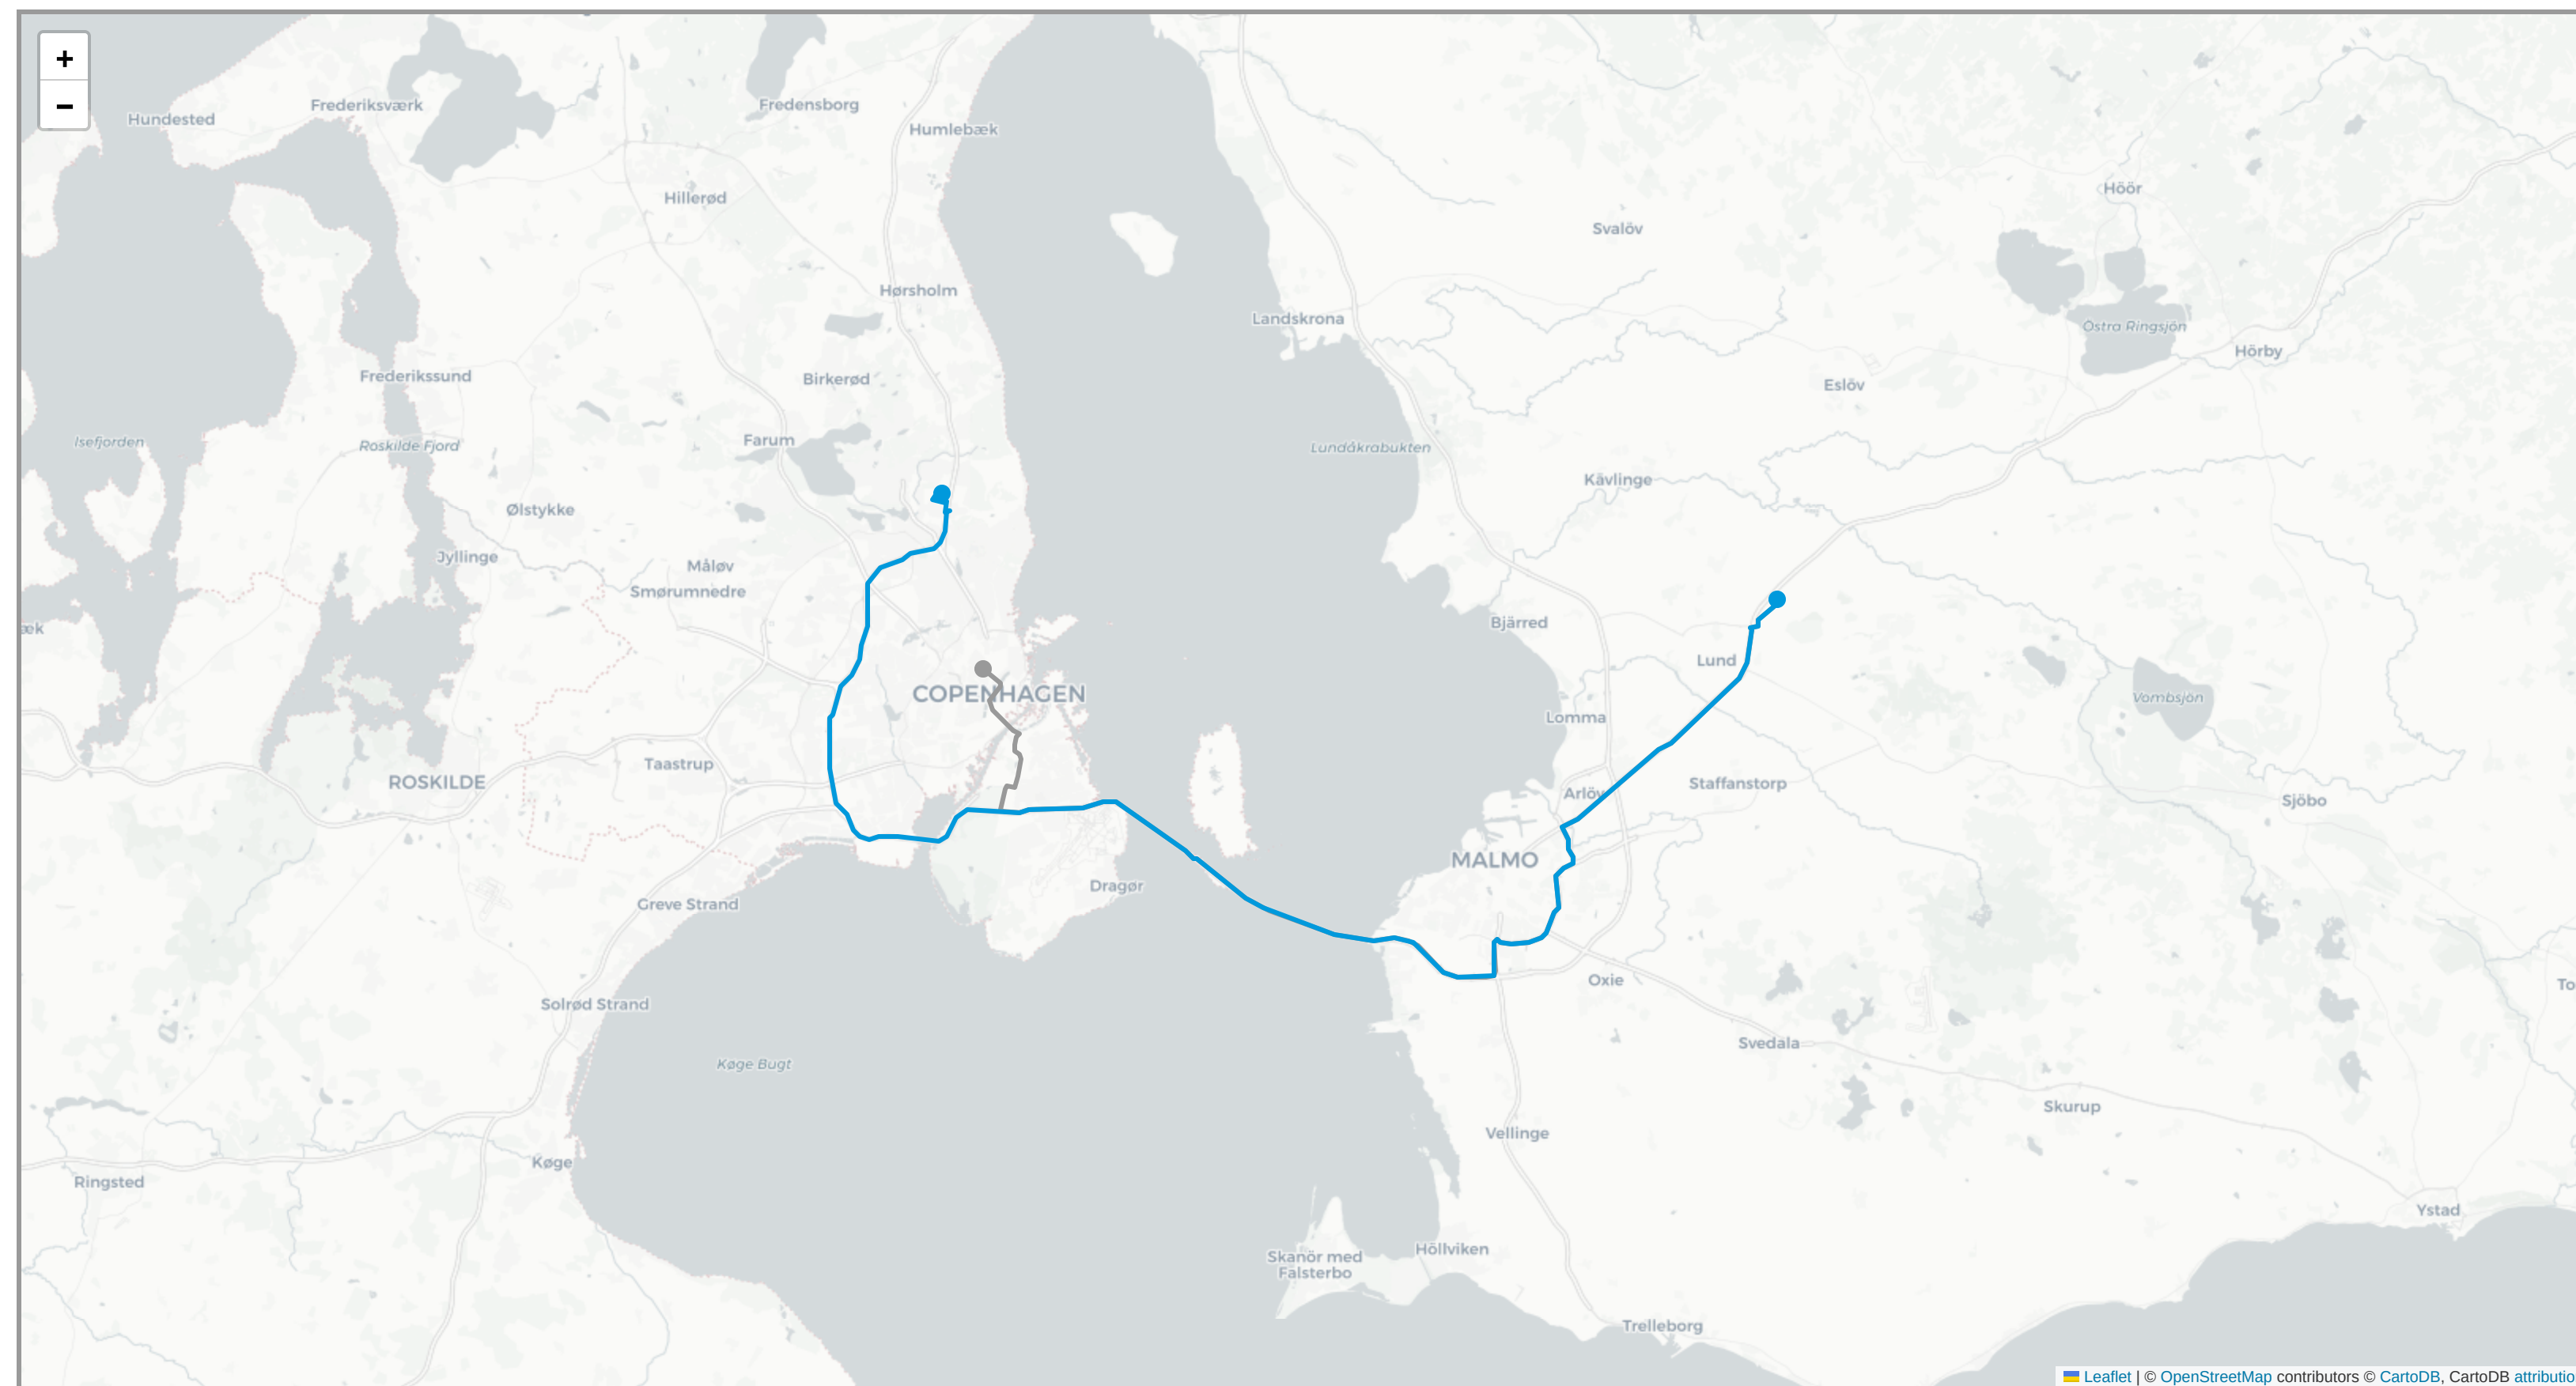 +
−
Hundested
Frederiksværk
Fredensborg
Humlebæk
Hillerød
Höör
Svalöv
Hørsholm
Landskrona
Östra Ringsjön
Hörby
Frederikssund
Birkerød
Eslöv
Isefjorden
Roskilde Fjord
Farum
Lundåkrabukten
Kävlinge
Ølstykke
Jyllinge
Måløv
Smørumnedre
æk
Bjärred
Lund
COPENHAGEN
Vombsjön
Lomma
Taastrup
ROSKILDE
Staffanstorp
Arlöv
Sjöbo
MALMO
Dragør
Greve Strand
Oxie
To
Solrød Strand
Svedala
Køge Bugt
Skurup
Vellinge
Køge
Ringsted
Ystad
Höllviken
Skanör med
Falsterbo
Trelleborg
Leaflet | © OpenStreetMap contributors © CartoDB, CartoDB attributio